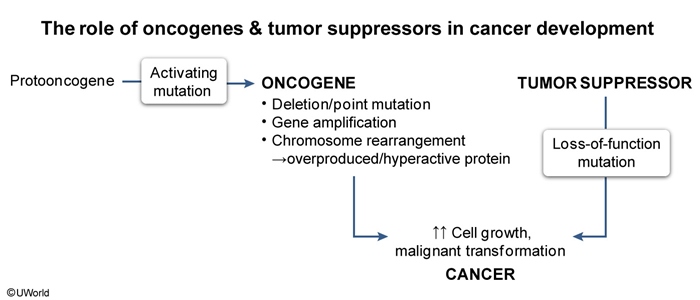 The role of oncogenes & tumor suppressors in cancer development
Protooncogene
Activating
mutation
ONCOGENE
• Deletion/point mutation
• Gene amplification
• Chromosome rearrangement
→overproduced/hyperactive protein
TUMOR SUPPRESSOR
Loss-of-function
mutation
↑↑ Cell growth,
malignant transformation
CANCER
©UWorld